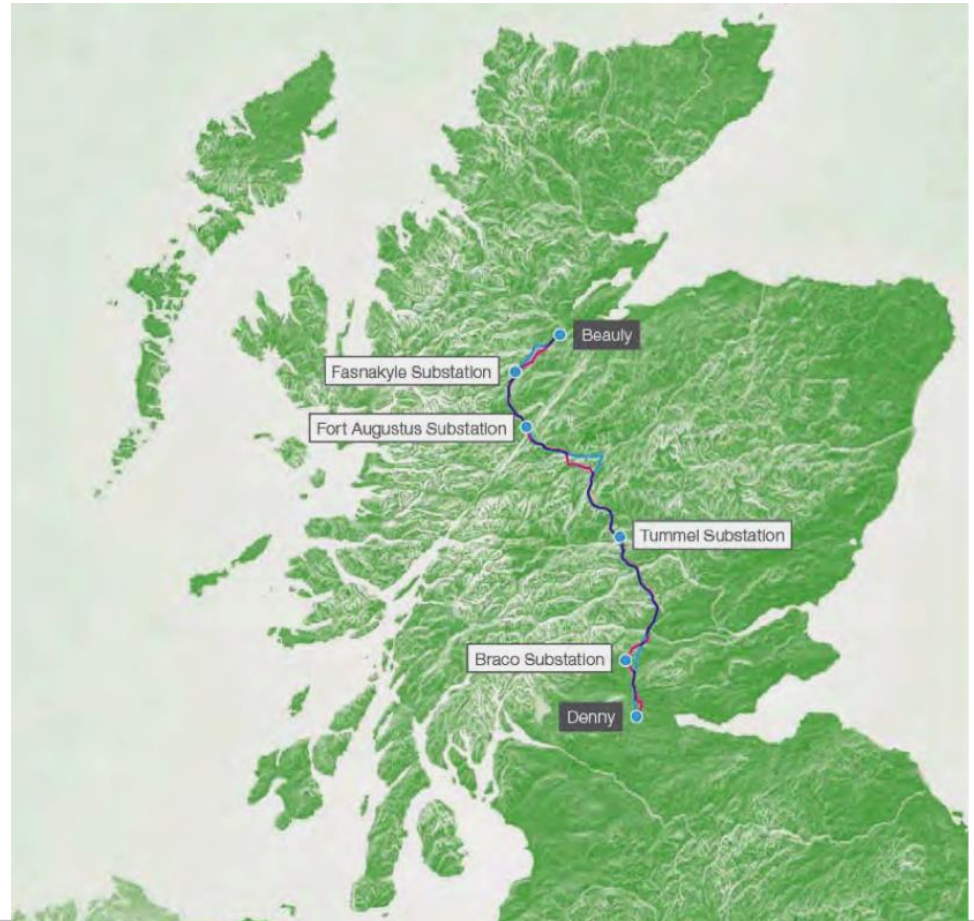 Beauly
Fasnakyle Substation
Fort Augustus Substation
Tummel Substation
Braco Substation
Denny